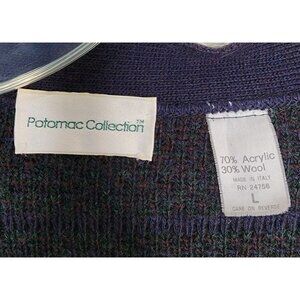 Potomac Collection™
70% Acrylic
30% Wool
MADE IN ITALY
RN 24756
L
CARE ON REVERSE